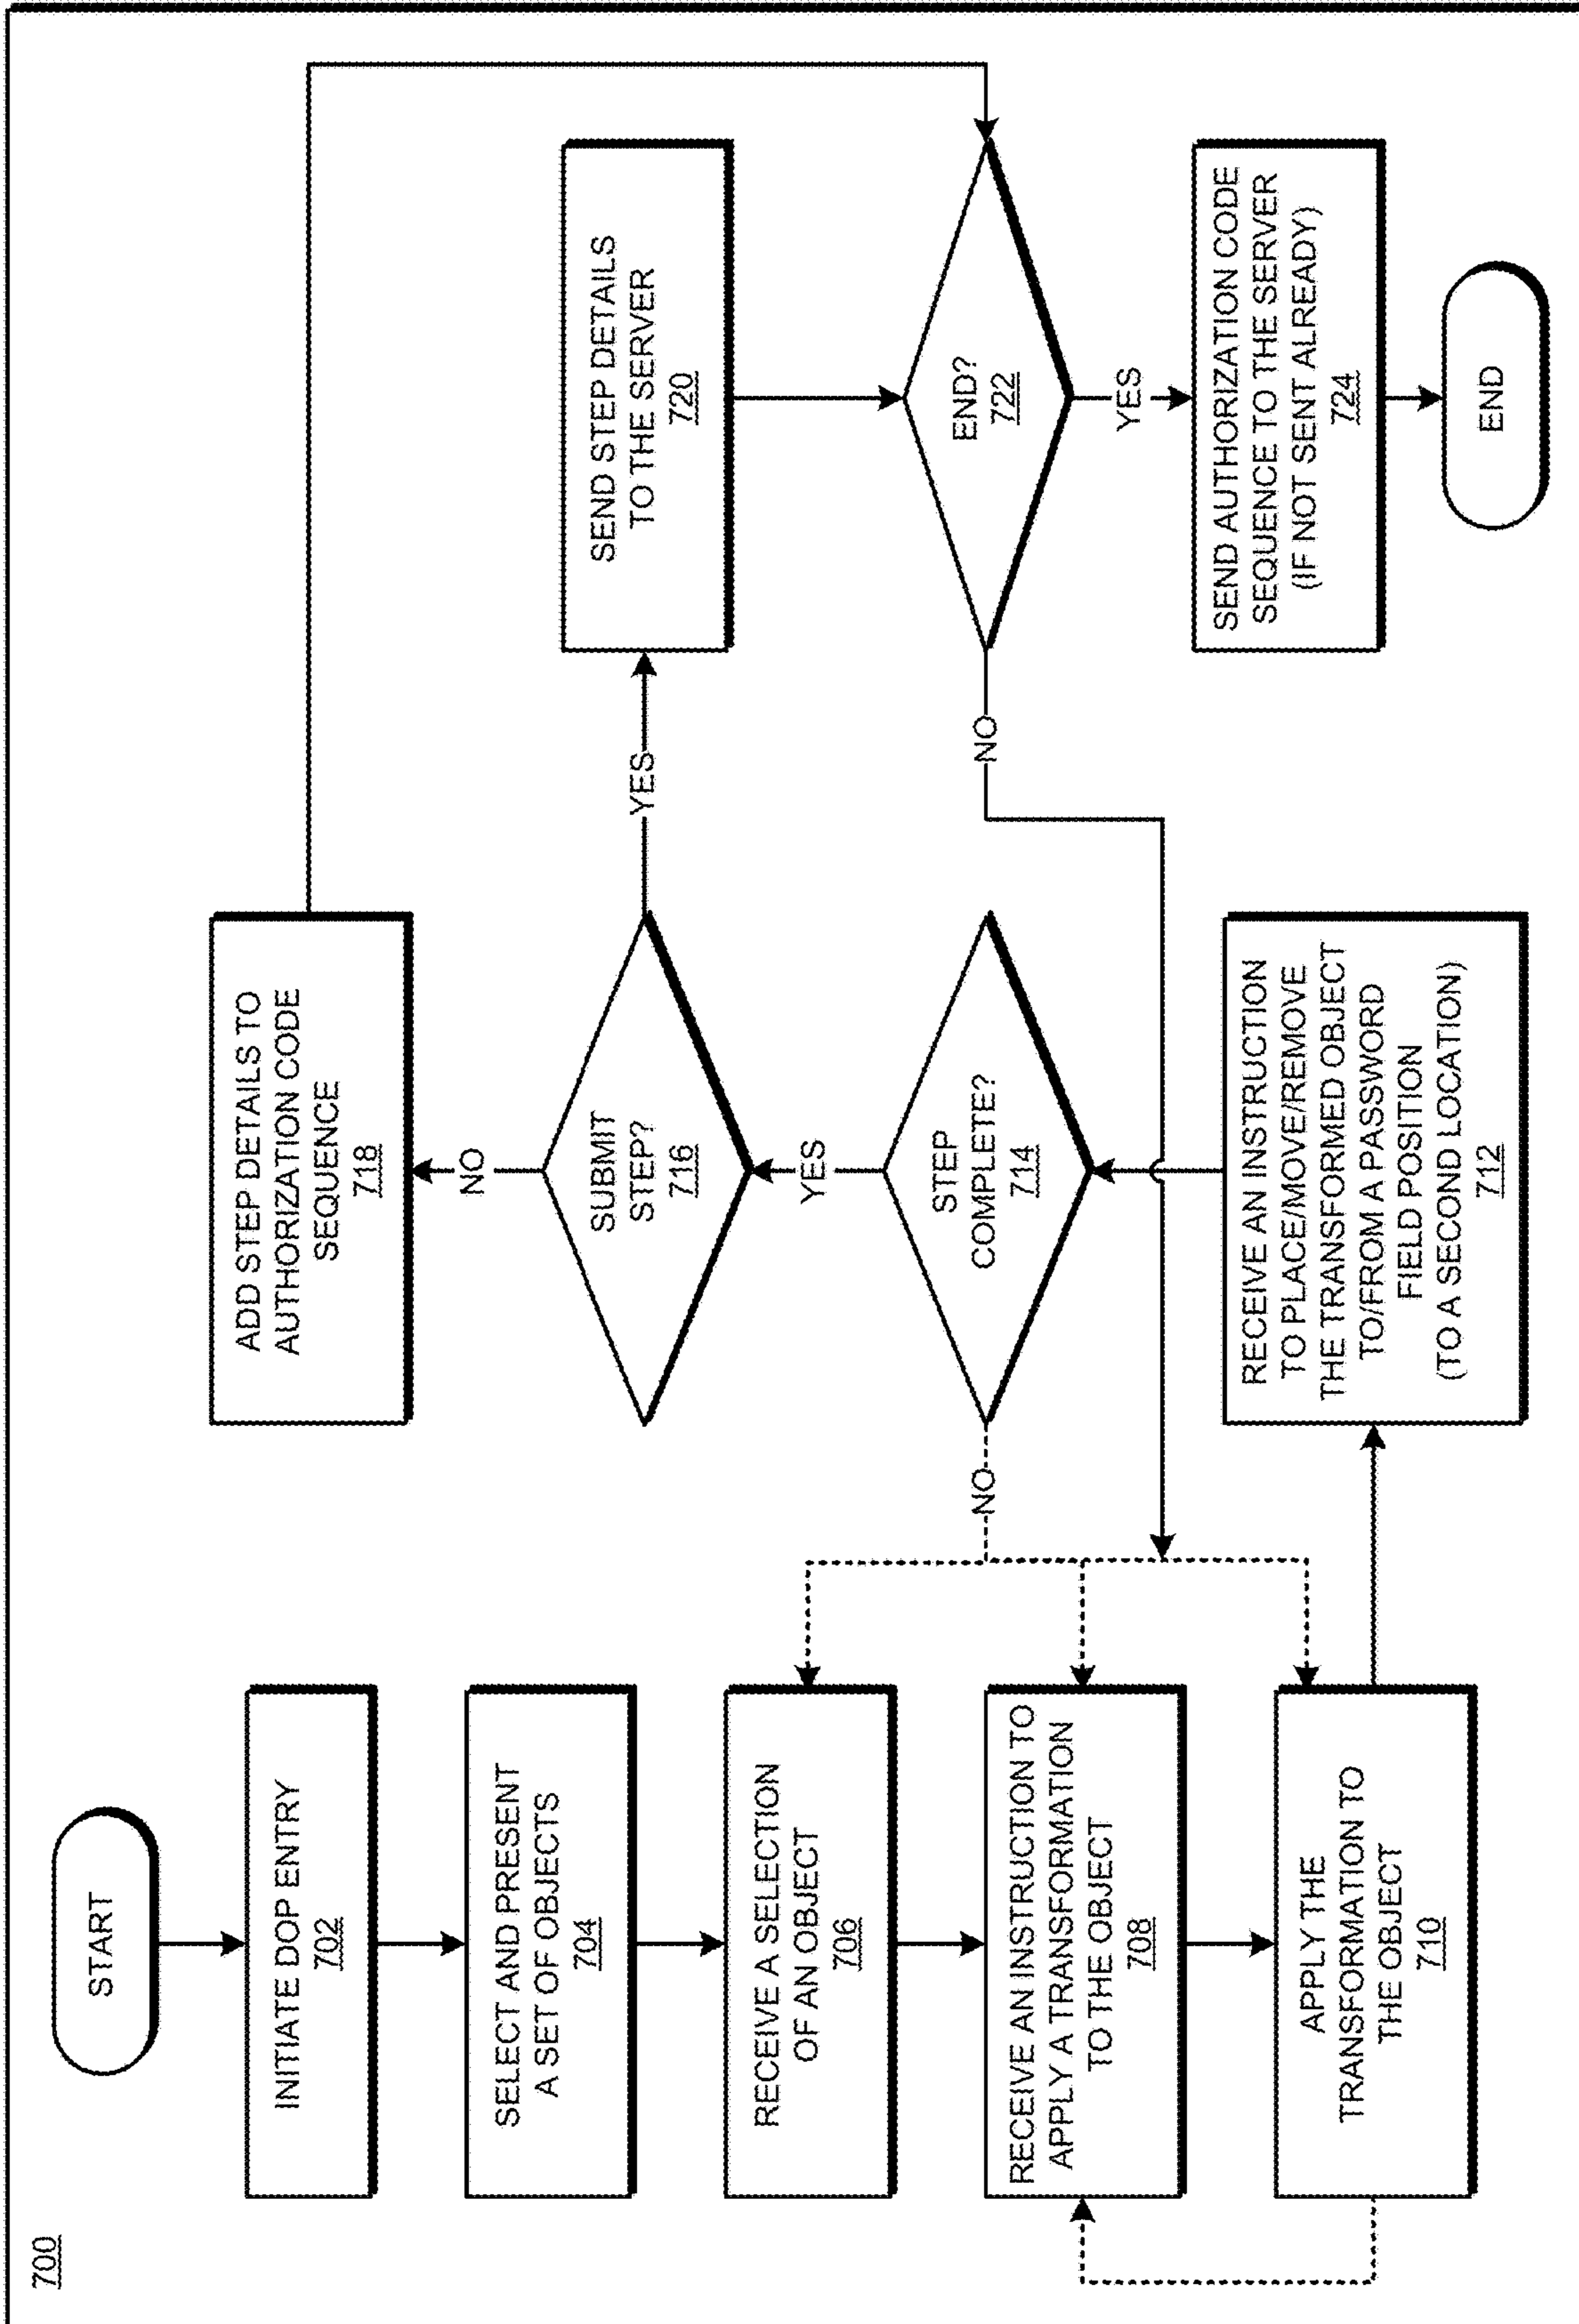 700
START
INITIATE DOP ENTRY
702
SELECT AND PRESENT
A SET OF OBJECTS
704
RECEIVE A SELECTION
OF AN OBJECT
706
RECEIVE AN INSTRUCTION TO
APPLY A TRANSFORMATION
TO THE OBJECT
708
APPLY THE
TRANSFORMATION TO
THE OBJECT
710
RECEIVE AN INSTRUCTION
TO PLACE/MOVE/REMOVE
THE TRANSFORMED OBJECT
TO/FROM A PASSWORD
FIELD POSITION
(TO A SECOND LOCATION)
712
STEP
COMPLETE?
714
NO
YES
SUBMIT
STEP?
716
NO
YES
ADD STEP DETAILS TO
AUTHORIZATION CODE
SEQUENCE
718
SEND STEP DETAILS
TO THE SERVER
720
END?
722
NO
YES
SEND AUTHORIZATION CODE
SEQUENCE TO THE SERVER
(IF NOT SENT ALREADY)
724
END